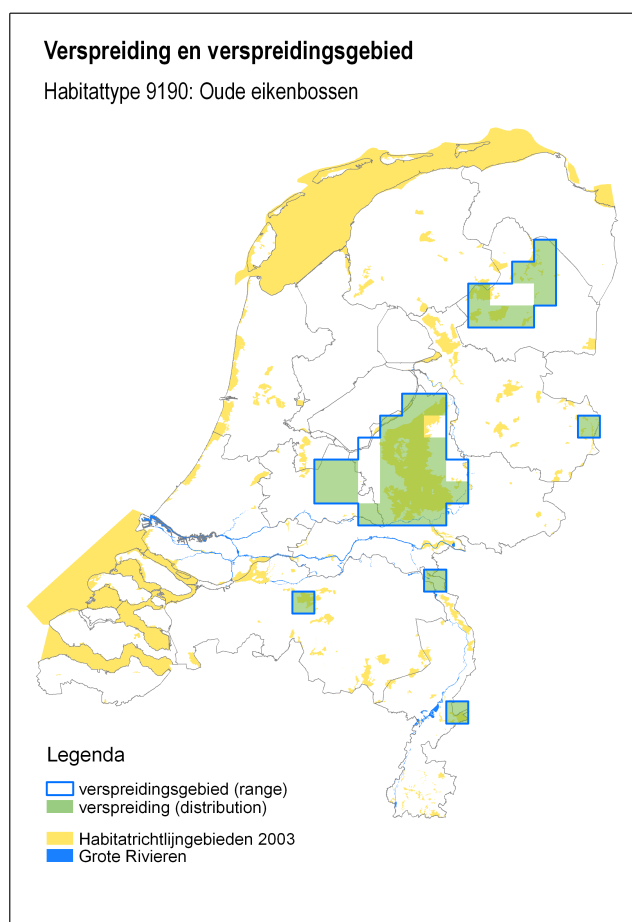 Verspreiding en verspreidingsgebied
Habitattype 9190: Oude eikenbossen
Legenda
verspreidingsgebied (range)
verspreiding (distribution)
Habitatrichtlijngebieden 2003
Grote Rivieren